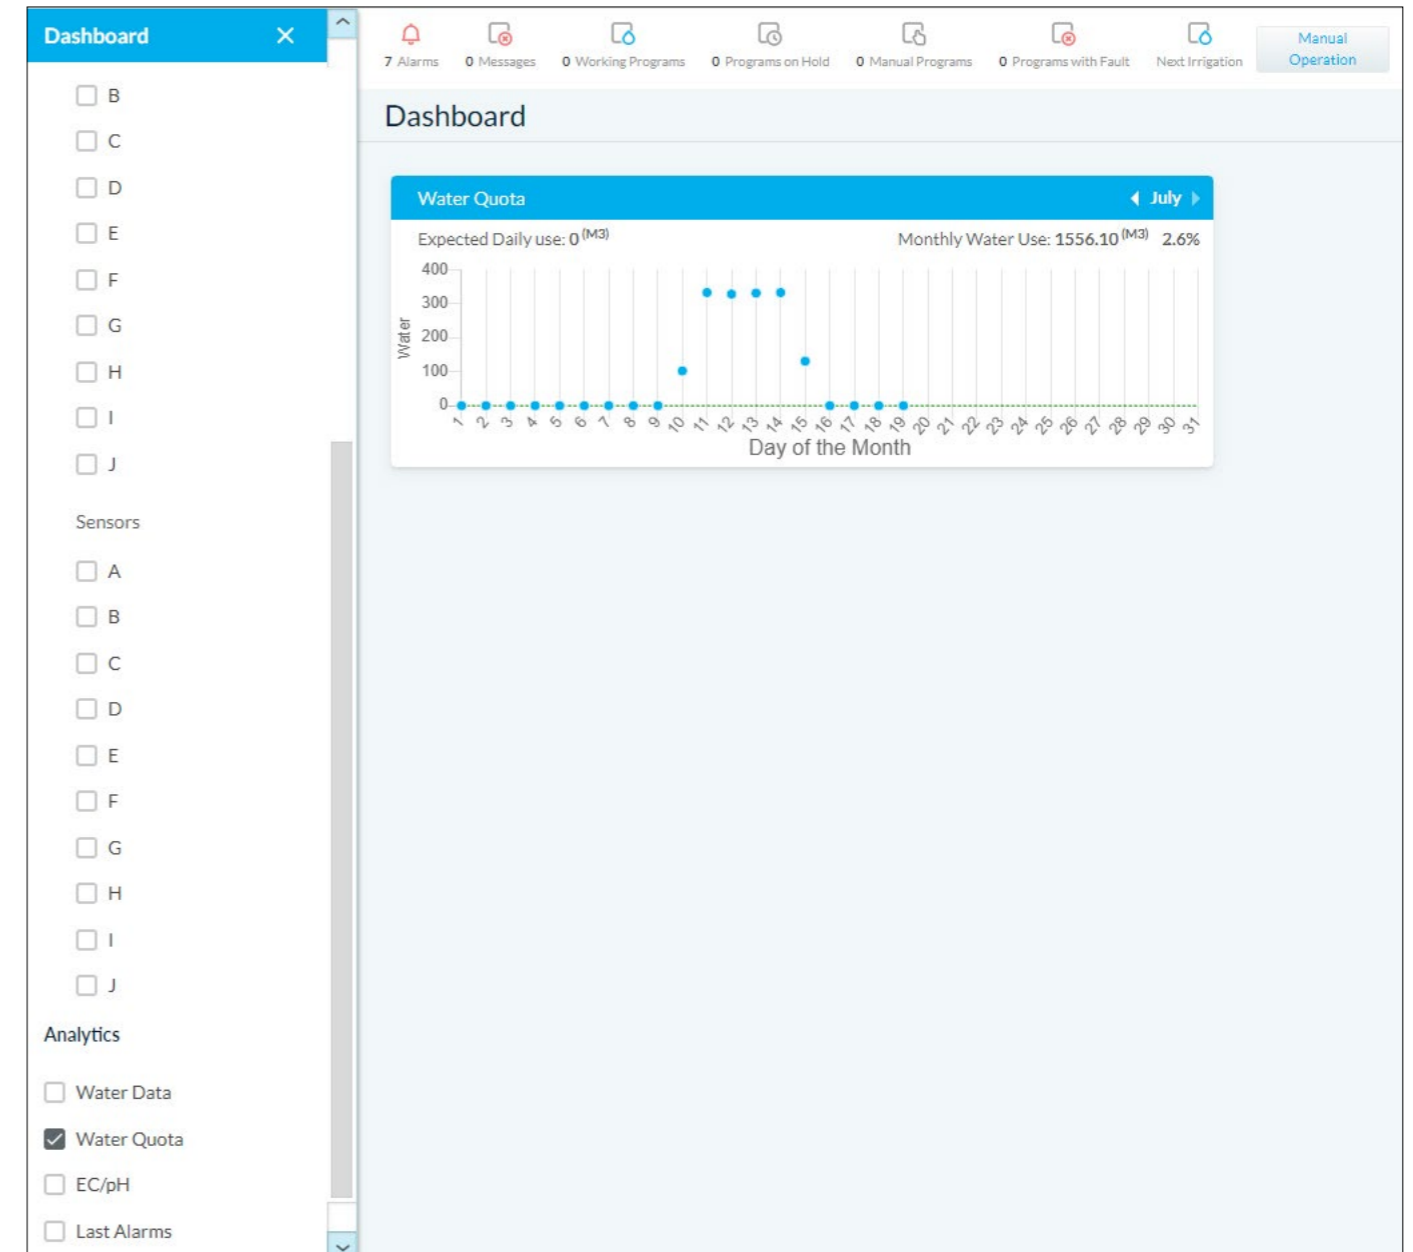 Dashboard
B
C
D
E
F
G
H
I
J
Sensors
A
B
C
D
E
F
G
H
I
J
Analytics
Water Data
Water Quota
EC/pH
Last Alarms
7 Alarms 0 Messages 0 Working Programs 0 Programs on Hold 0 Manual Programs 0 Programs with Fault Next Irrigation
Manual
Operation
Dashboard
Water Quota July
Expected Daily use: 0 (M3) Monthly Water Use: 1556.10 (M3) 2.6%
400
300
200
100
0
Water
1 2 3 4 5 6 7 8 9 10 11 12 13 14 15 16 17 18 19 20 21 22 23 24 25 26 27 28 29 30 31
Day of the Month